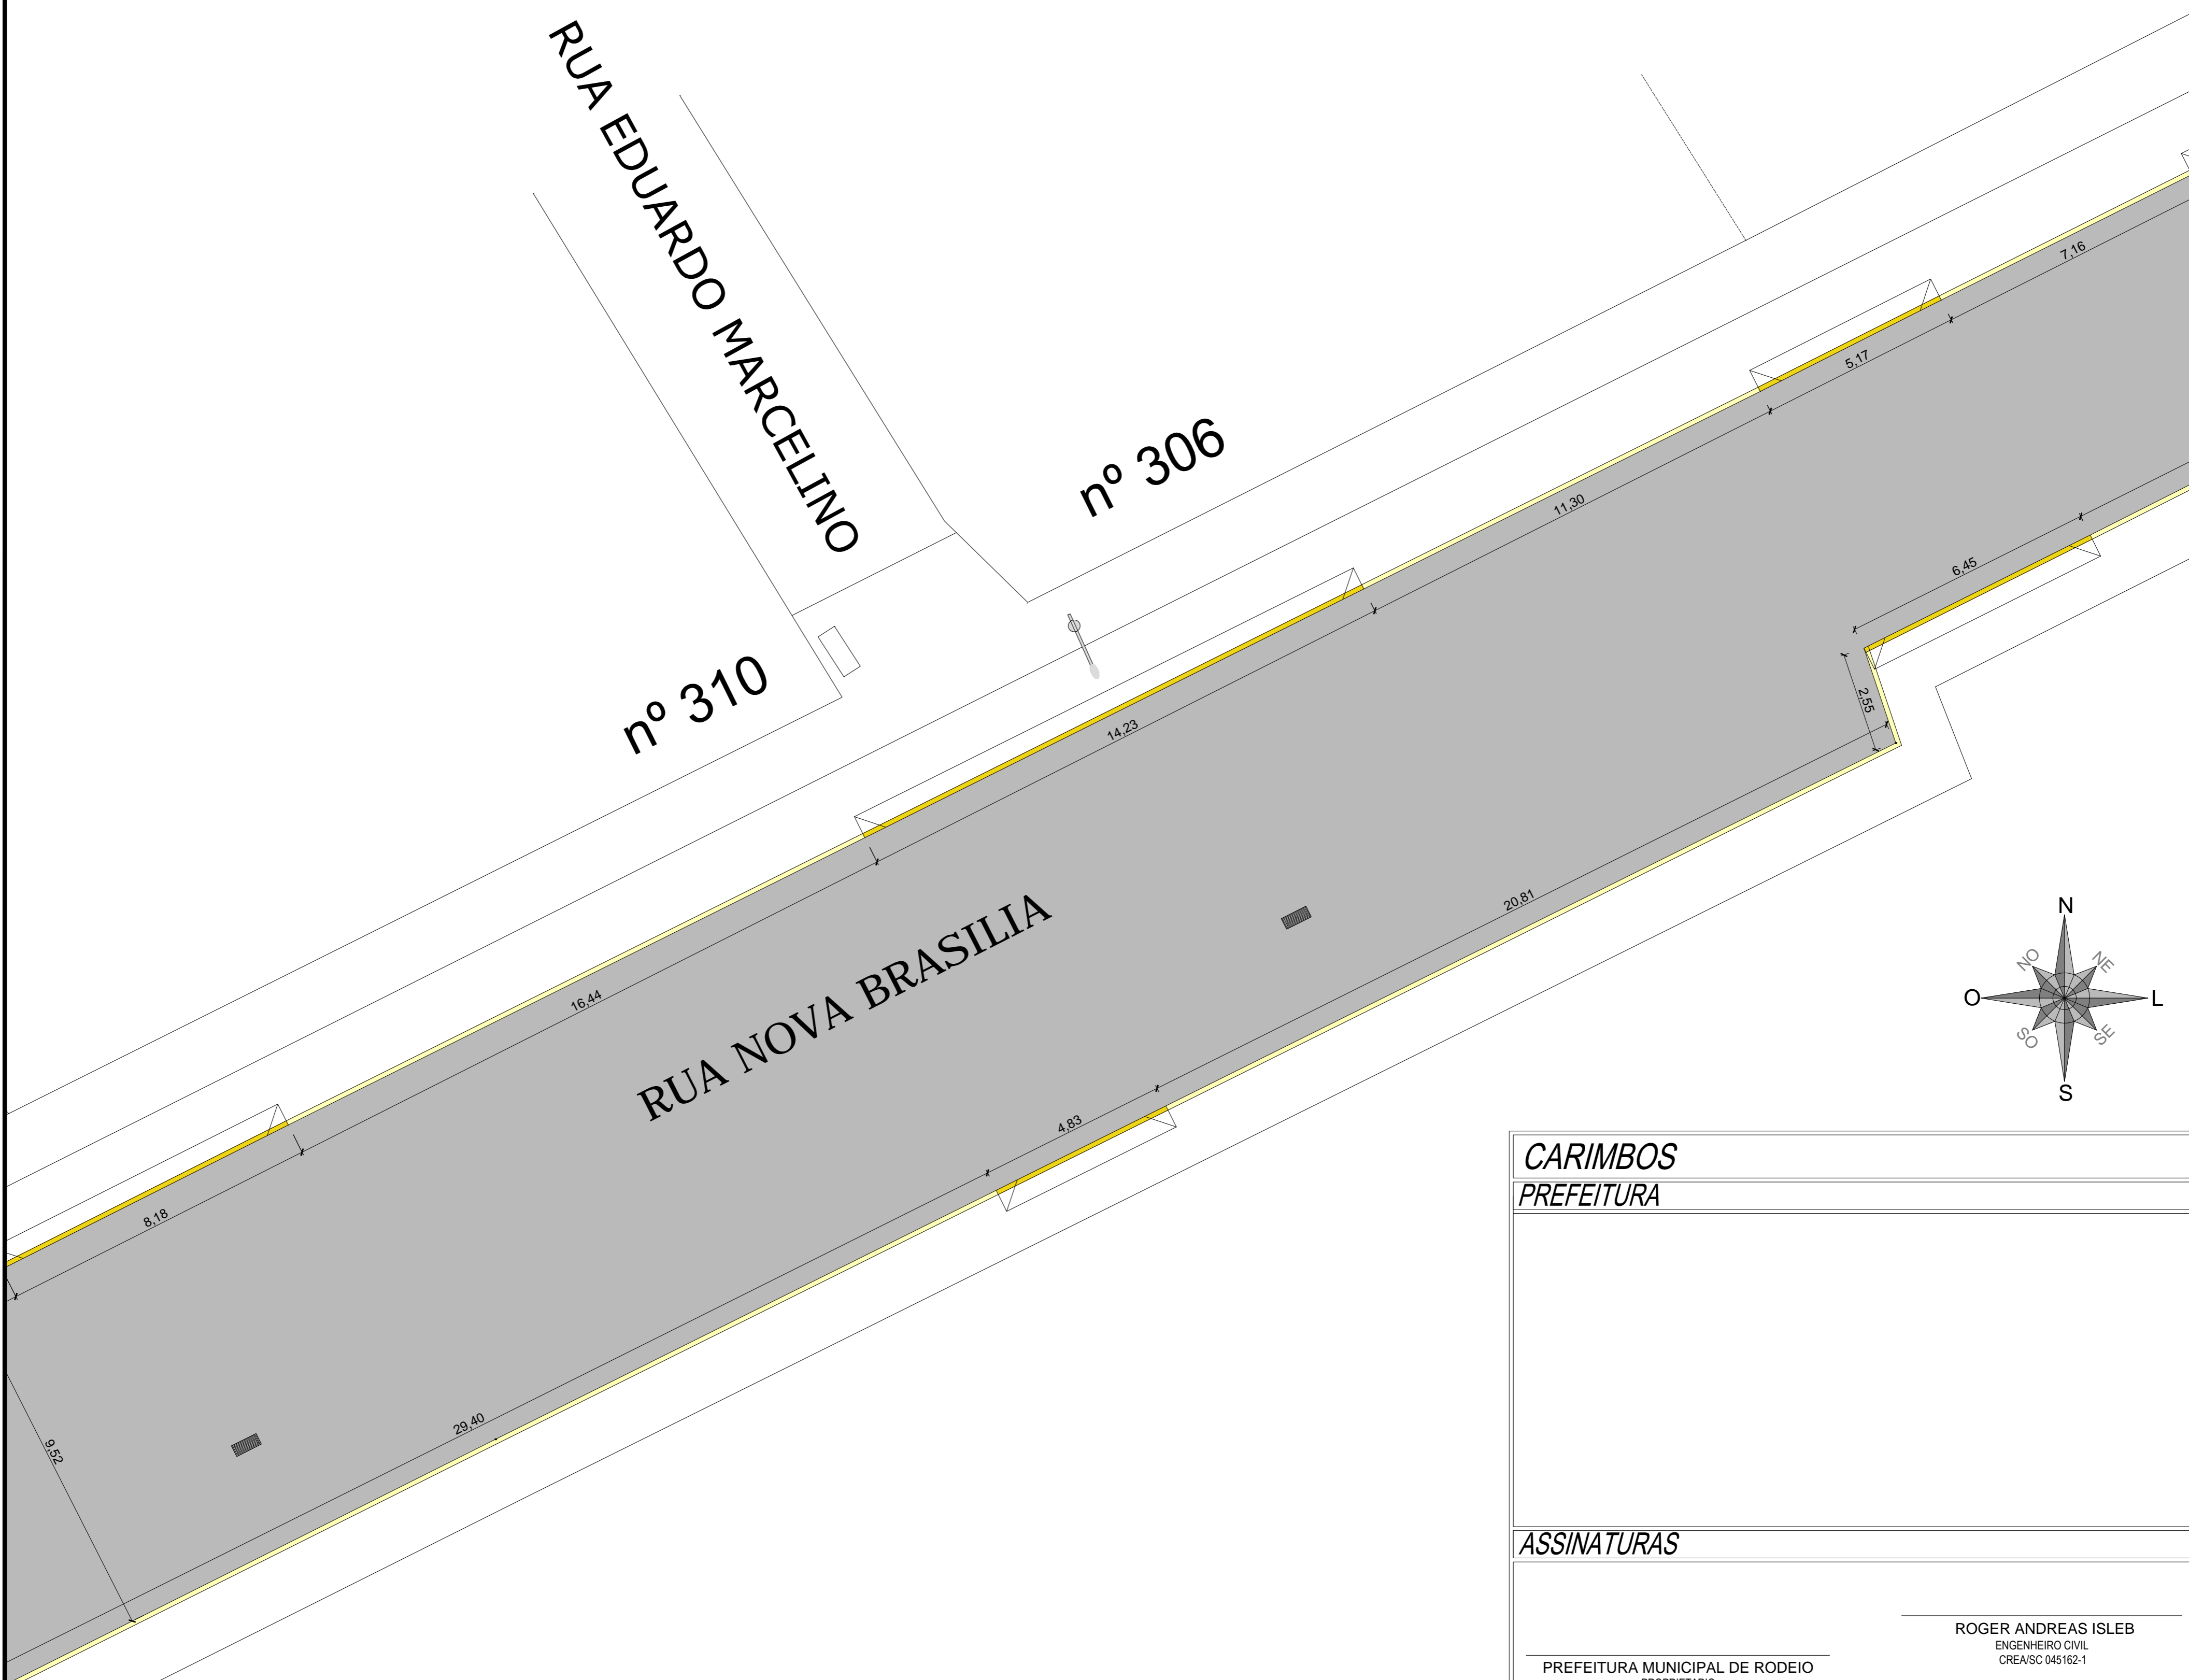 RUA EDUARDO MARCELINO
nº 306
nº 310
7,16
5,17
11,30
6,45
2,55
14,23
20,81
16,44
RUA NOVA BRASILIA
4,83
8,18
29,40
9,52
N
NO
NE
O
L
SO
SE
S
CARIMBOS
PREFEITURA
ASSINATURAS
ROGER ANDREAS ISLEB
ENGENHEIRO CIVIL
CREA/SC 045162-1
PREFEITURA MUNICIPAL DE RODEIO